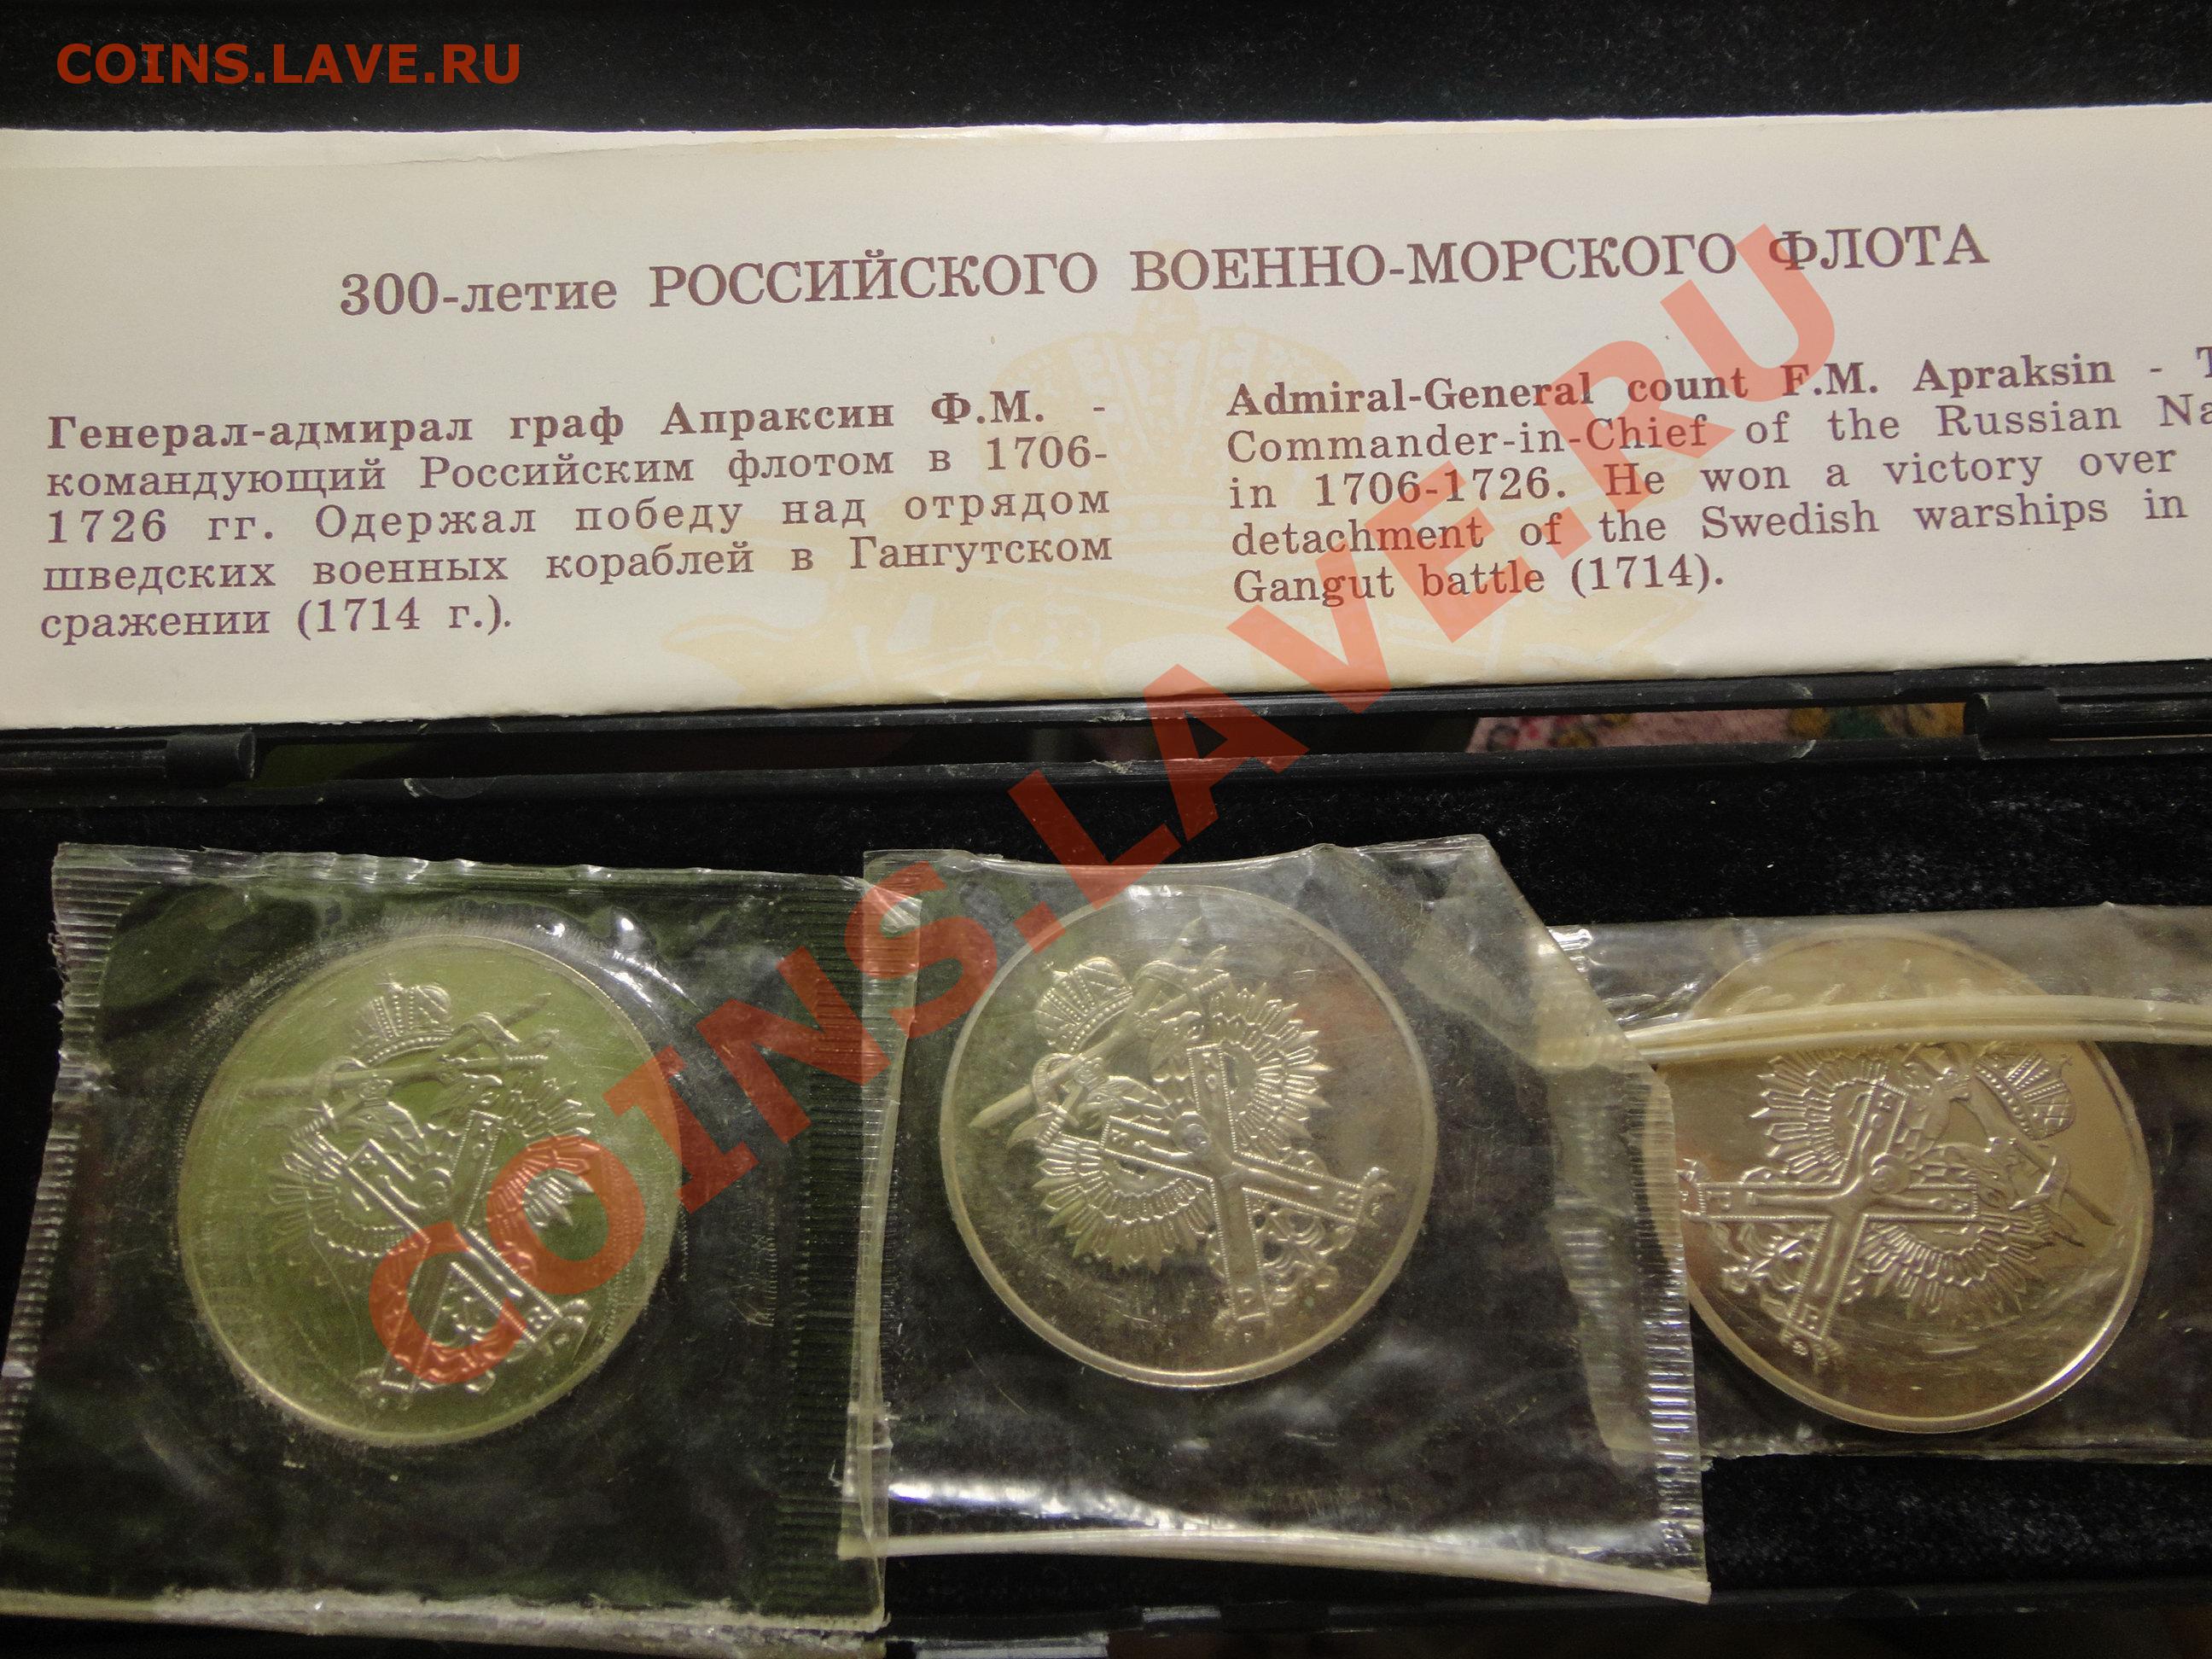 COINS.LAVE.RU
300-летие РОССИЙСКОГО ВОЕННО-МОРСКОГО ФЛОТА
Генерал-адмирал граф Апраксин Ф.М. -
командующий Российским флотом в 1706-
1726 гг. Одержал победу над отрядом
шведских военных кораблей в Гангутском
сражении (1714 г.).
Admiral-General count F.M. Apraksin -
Commander-in-Chief of the Russian
in 1706-1726. He won a victory over
detachment of the Swedish warships in
Gangut battle (1714).
COINS.LAVE.RU